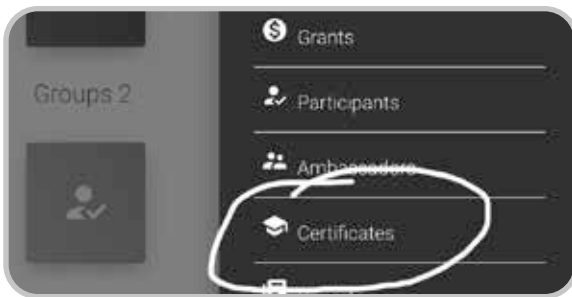 Grants
Groups 2
Participants
Ambassadors
Certificates